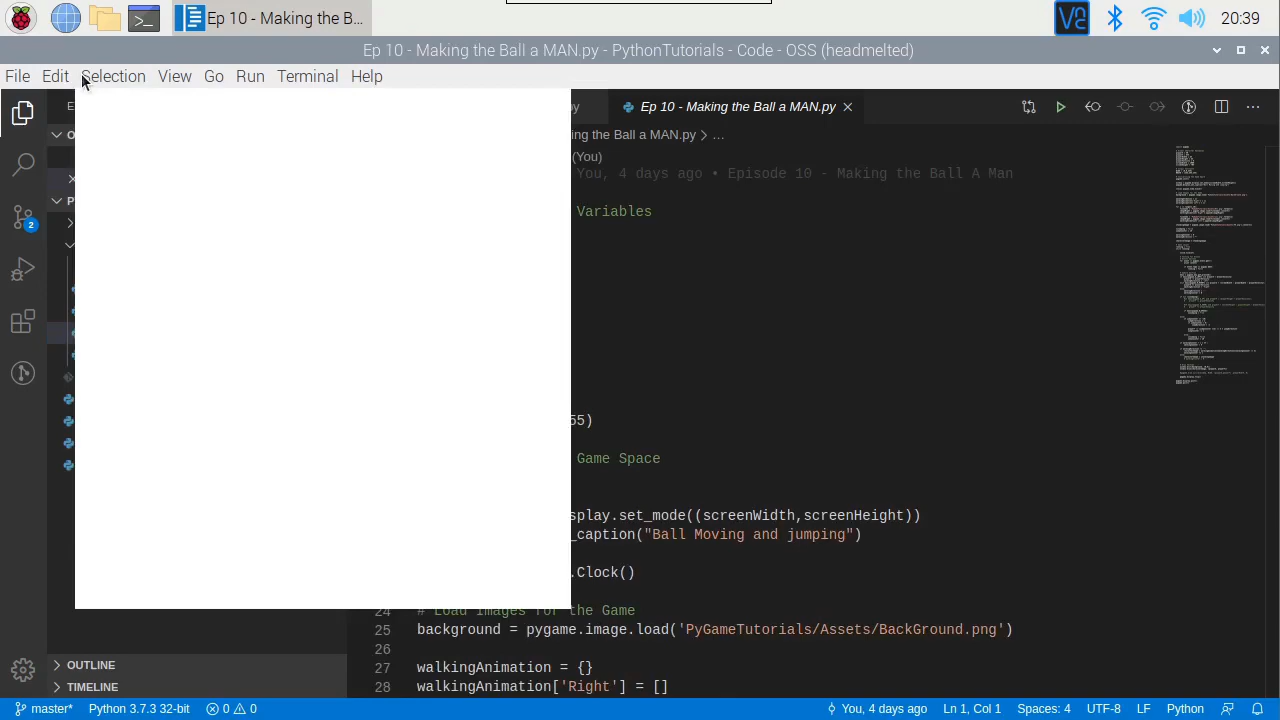 Ep 10 - Making the B...
20:39
Ep 10 - Making the Ball a MAN.py - PythonTutorials - Code - OSS (headmelted)
File Edit Selection View Go Run Terminal Help
Ep 10 - Making the Ball a MAN.py
ing the Ball a MAN.py > ...
(You)
You, 4 days ago • Episode 10 - Making the Ball A Man
Variables
55)
Game Space
splay.set_mode((screenWidth,screenHeight))
_caption("Ball Moving and jumping")
.Clock()
24 # Load Images for the Game
25 background = pygame.image.load('PyGameTutorials/Assets/BackGround.png')
26
27 walkingAnimation = {}
28 walkingAnimation['Right'] = []
2
OUTLINE
TIMELINE
master* Python 3.7.3 32-bit 0 0 You, 4 days ago Ln 1, Col 1 Spaces: 4 UTF-8 LF Python